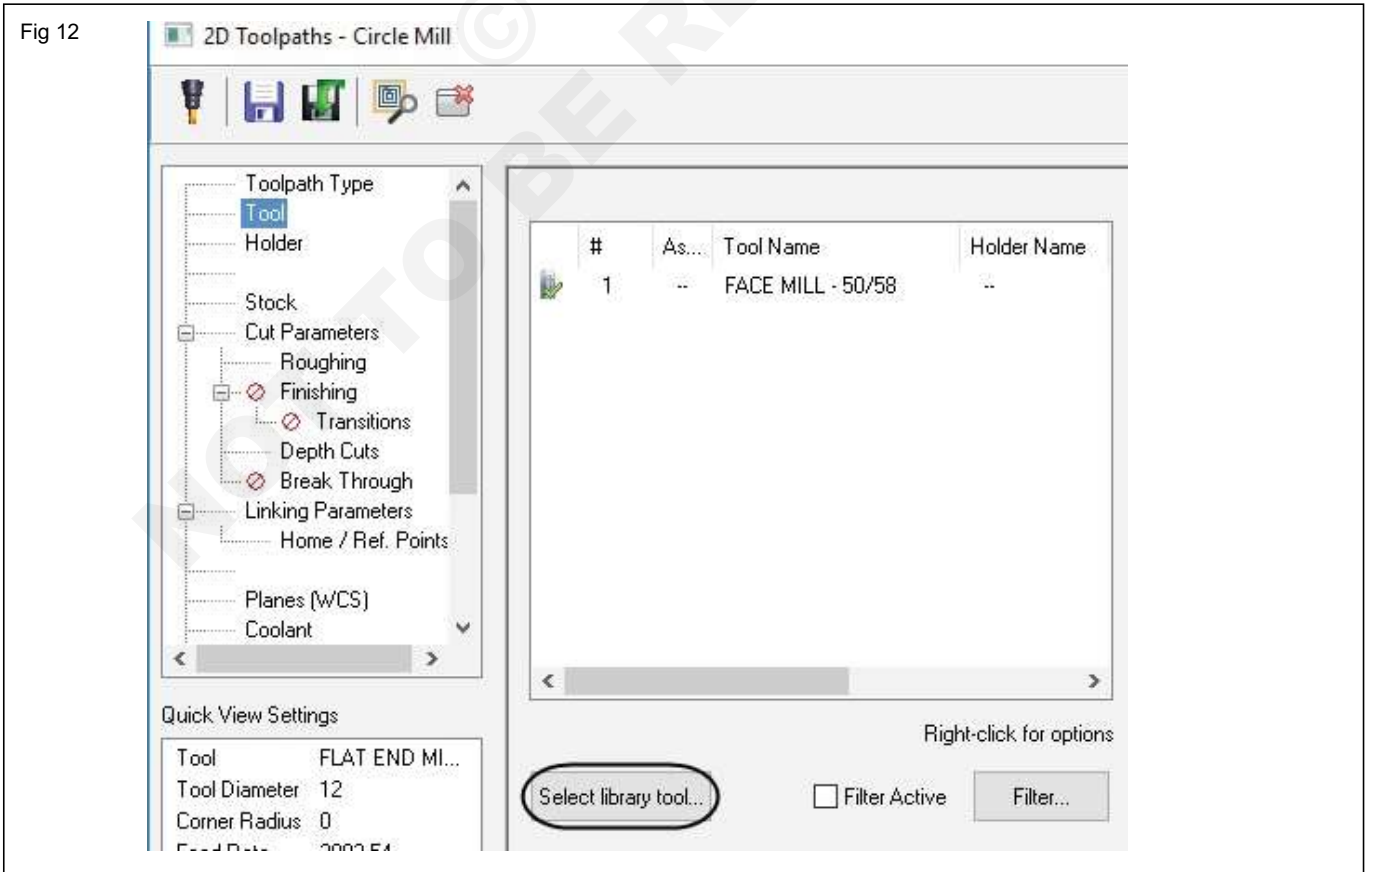 Fig 12
2D Toolpaths - Circle Mill
Toolpath Type
Tool
Holder
Stock
Cut Parameters
Roughing
Finishing
Transitions
Depth Cuts
Break Through
Linking Parameters
Home / Ref. Points
Planes (WCS)
Coolant
# As... Tool Name Holder Name
1 -- FACE MILL - 50/58 --
Right-click for options
Select library tool...
Filter Active
Filter...
Quick View Settings
Tool FLAT END MI...
Tool Diameter 12
Corner Radius 0
©
NOT TO BE